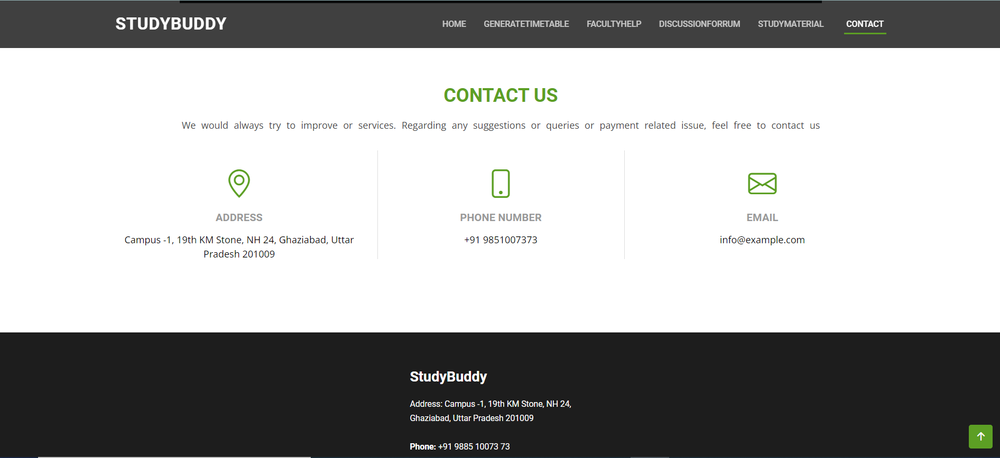 STUDYBUDDY
HOME GENERATETIMETABLE FACULTYHELP DISCUSSIONFORRUM STUDYMATERIAL CONTACT
CONTACT US
We would always try to improve or services. Regarding any suggestions or queries or payment related issue, feel free to contact us
ADDRESS
Campus -1, 19th KM Stone, NH 24, Ghaziabad, Uttar
Pradesh 201009
PHONE NUMBER
+91 9851007373
EMAIL
info@example.com
StudyBuddy
Address: Campus -1, 19th KM Stone, NH 24,
Ghaziabad, Uttar Pradesh 201009
Phone: +91 9885 10073 73